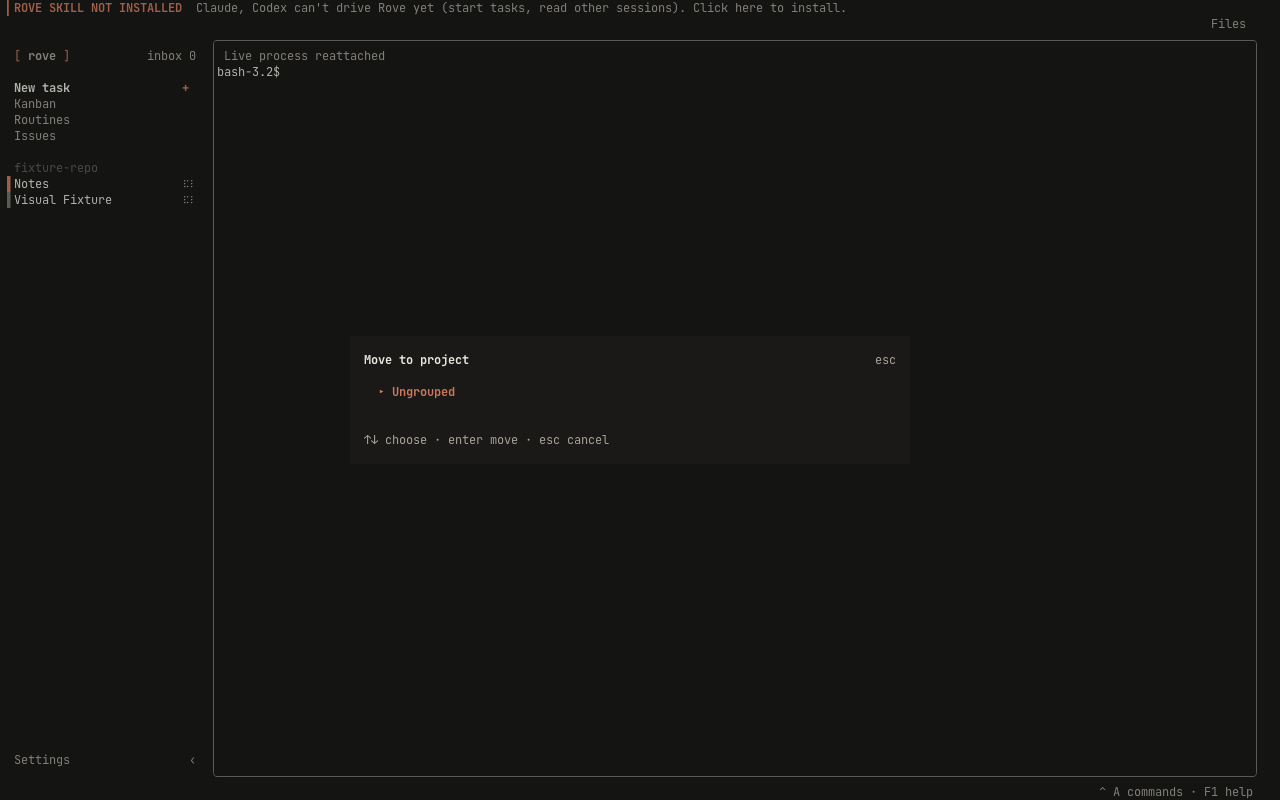 ROVE SKILL NOT INSTALLED Claude, Codex can't drive Rove yet (start tasks, read other sessions). Click here to install.
Files
[ rove ] inbox 0
Live process reattached
bash-3.2$
New task +
Kanban
Routines
Issues
fixture-repo
Notes
Visual Fixture
Move to project esc
▸ Ungrouped
↑↓ choose · enter move · esc cancel
Settings ‹
^ A commands · F1 help